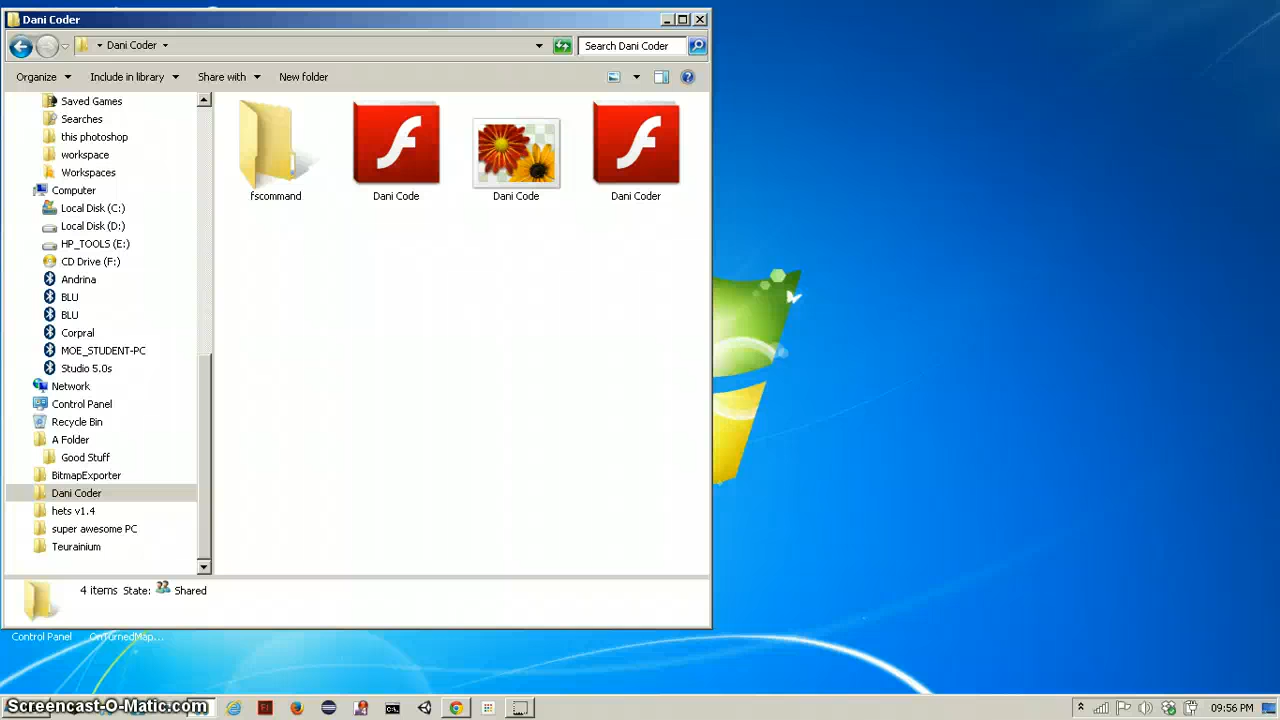 Dani Coder
Dani Coder
Search Dani Coder
Organize
Include in library
Share with
New folder
Saved Games
Searches
this photoshop
workspace
Workspaces
Computer
Local Disk (C:)
Local Disk (D:)
HP_TOOLS (E:)
CD Drive (F:)
Andrina
BLU
BLU
Corpral
MOE_STUDENT-PC
Studio 5.0s
Network
Control Panel
Recycle Bin
A Folder
Good Stuff
BitmapExporter
Dani Coder
hets v1.4
super awesome PC
Teurainium
fscommand
Dani Code
Dani Code
Dani Coder
4 items State: Shared
Control Panel
OnTurnedMap...
Screencast-O-Matic.com
09:56 PM